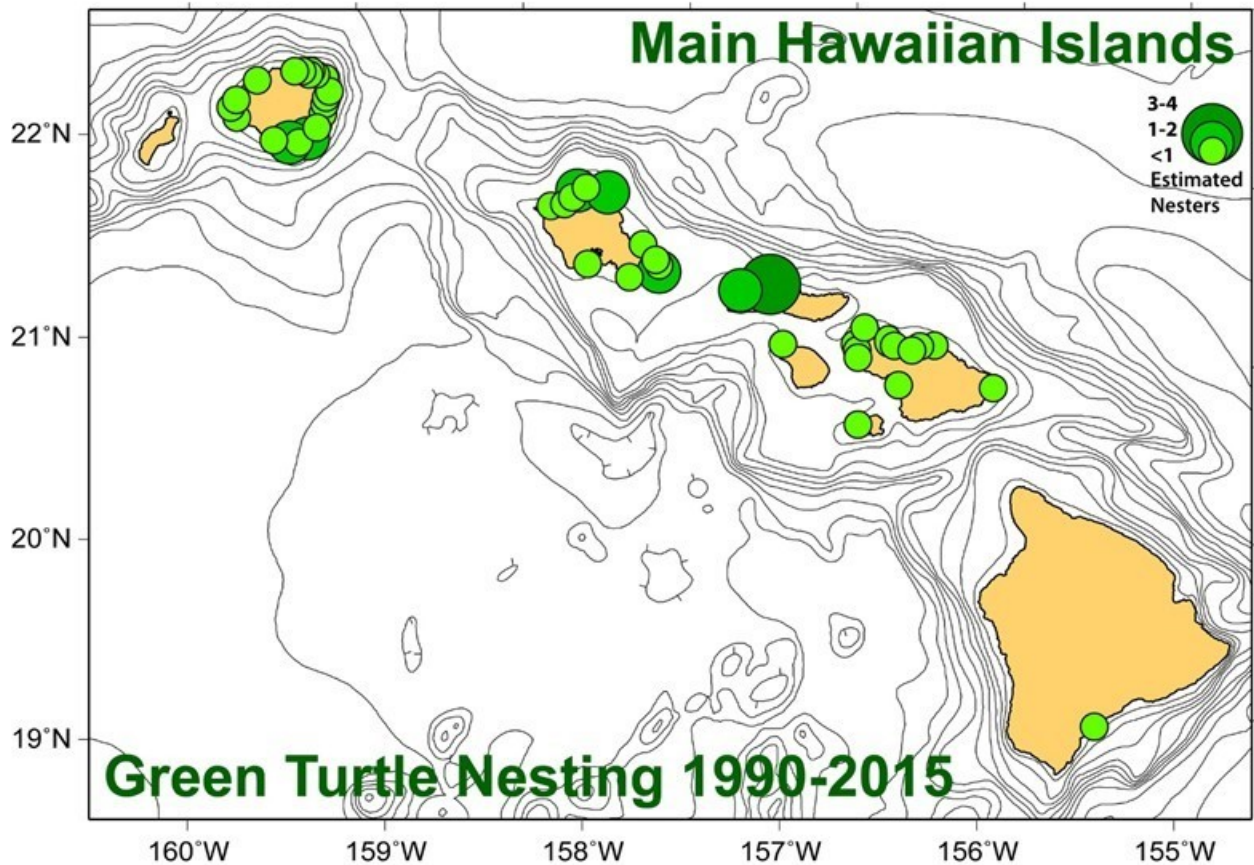 Main Hawaiian Islands
3-4
1-2
<1
Estimated
Nesters
22˚N
21˚N
20˚N
19˚N
Green Turtle Nesting 1990-2015
160˚W
159˚W
158˚W
157˚W
156˚W
155˚W